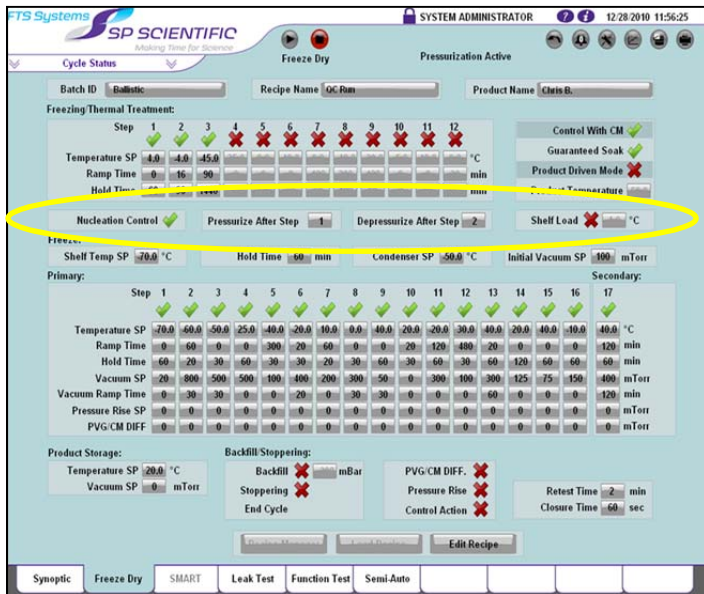 FTS Systems SP SCIENTIFIC SYSTEM ADMINISTRATOR ? i 12/28/2010 11:56:25
Making Time for Science
Cycle Status Freeze Dry Pressurization Active
Batch ID Ballistic Recipe Name QC Run Product Name Chris B.
Freezing/Thermal Treatment:
Step 1 2 3 4 5 6 7 8 9 10 11 12 Control With CM
Guaranteed Soak
Temperature SP 4.0 -4.0 -45.0 °C
Ramp Time 0 16 90 min Product Driven Mode
Hold Time min Product Temperature
Nucleation Control Pressurize After Step 1 Depressurize After Step 2 Shelf Load °C
Freeze:
Shelf Temp SP -70.0 °C Hold Time 60 min Condenser SP -50.0 °C Initial Vacuum SP 100 mTorr
Primary: Secondary:
Step 1 2 3 4 5 6 7 8 9 10 11 12 13 14 15 16 17
Temperature SP -70.0 -60.0 -50.0 25.0 -40.0 -20.0 10.0 0.0 40.0 20.0 -20.0 30.0 40.0 20.0 40.0 -10.0 40.0 °C
Ramp Time 0 60 0 0 300 20 60 0 0 20 120 480 20 0 0 0 120 min
Hold Time 60 20 30 60 30 30 20 30 60 30 60 30 60 120 60 60 60 min
Vacuum SP 20 800 500 500 100 400 200 300 50 0 300 100 300 125 75 150 400 mTorr
Vacuum Ramp Time 0 30 30 0 0 20 0 30 30 0 0 0 60 0 0 0 120 min
Pressure Rise SP 0 0 0 0 0 0 0 0 0 0 0 0 0 0 0 0 0 mTorr
PVG/CM DIFF 0 0 0 0 0 0 0 0 0 0 0 0 0 0 0 0 0 mTorr
Product Storage: Backfill/Stoppering:
Temperature SP 20.0 °C Backfill mBar PVG/CM DIFF.
Vacuum SP 0 mTorr Stoppering Pressure Rise Retest Time 2 min
End Cycle Control Action Closure Time 60 sec
Recipe Manager Load Recipe Edit Recipe
Synoptic Freeze Dry SMART Leak Test Function Test Semi-Auto